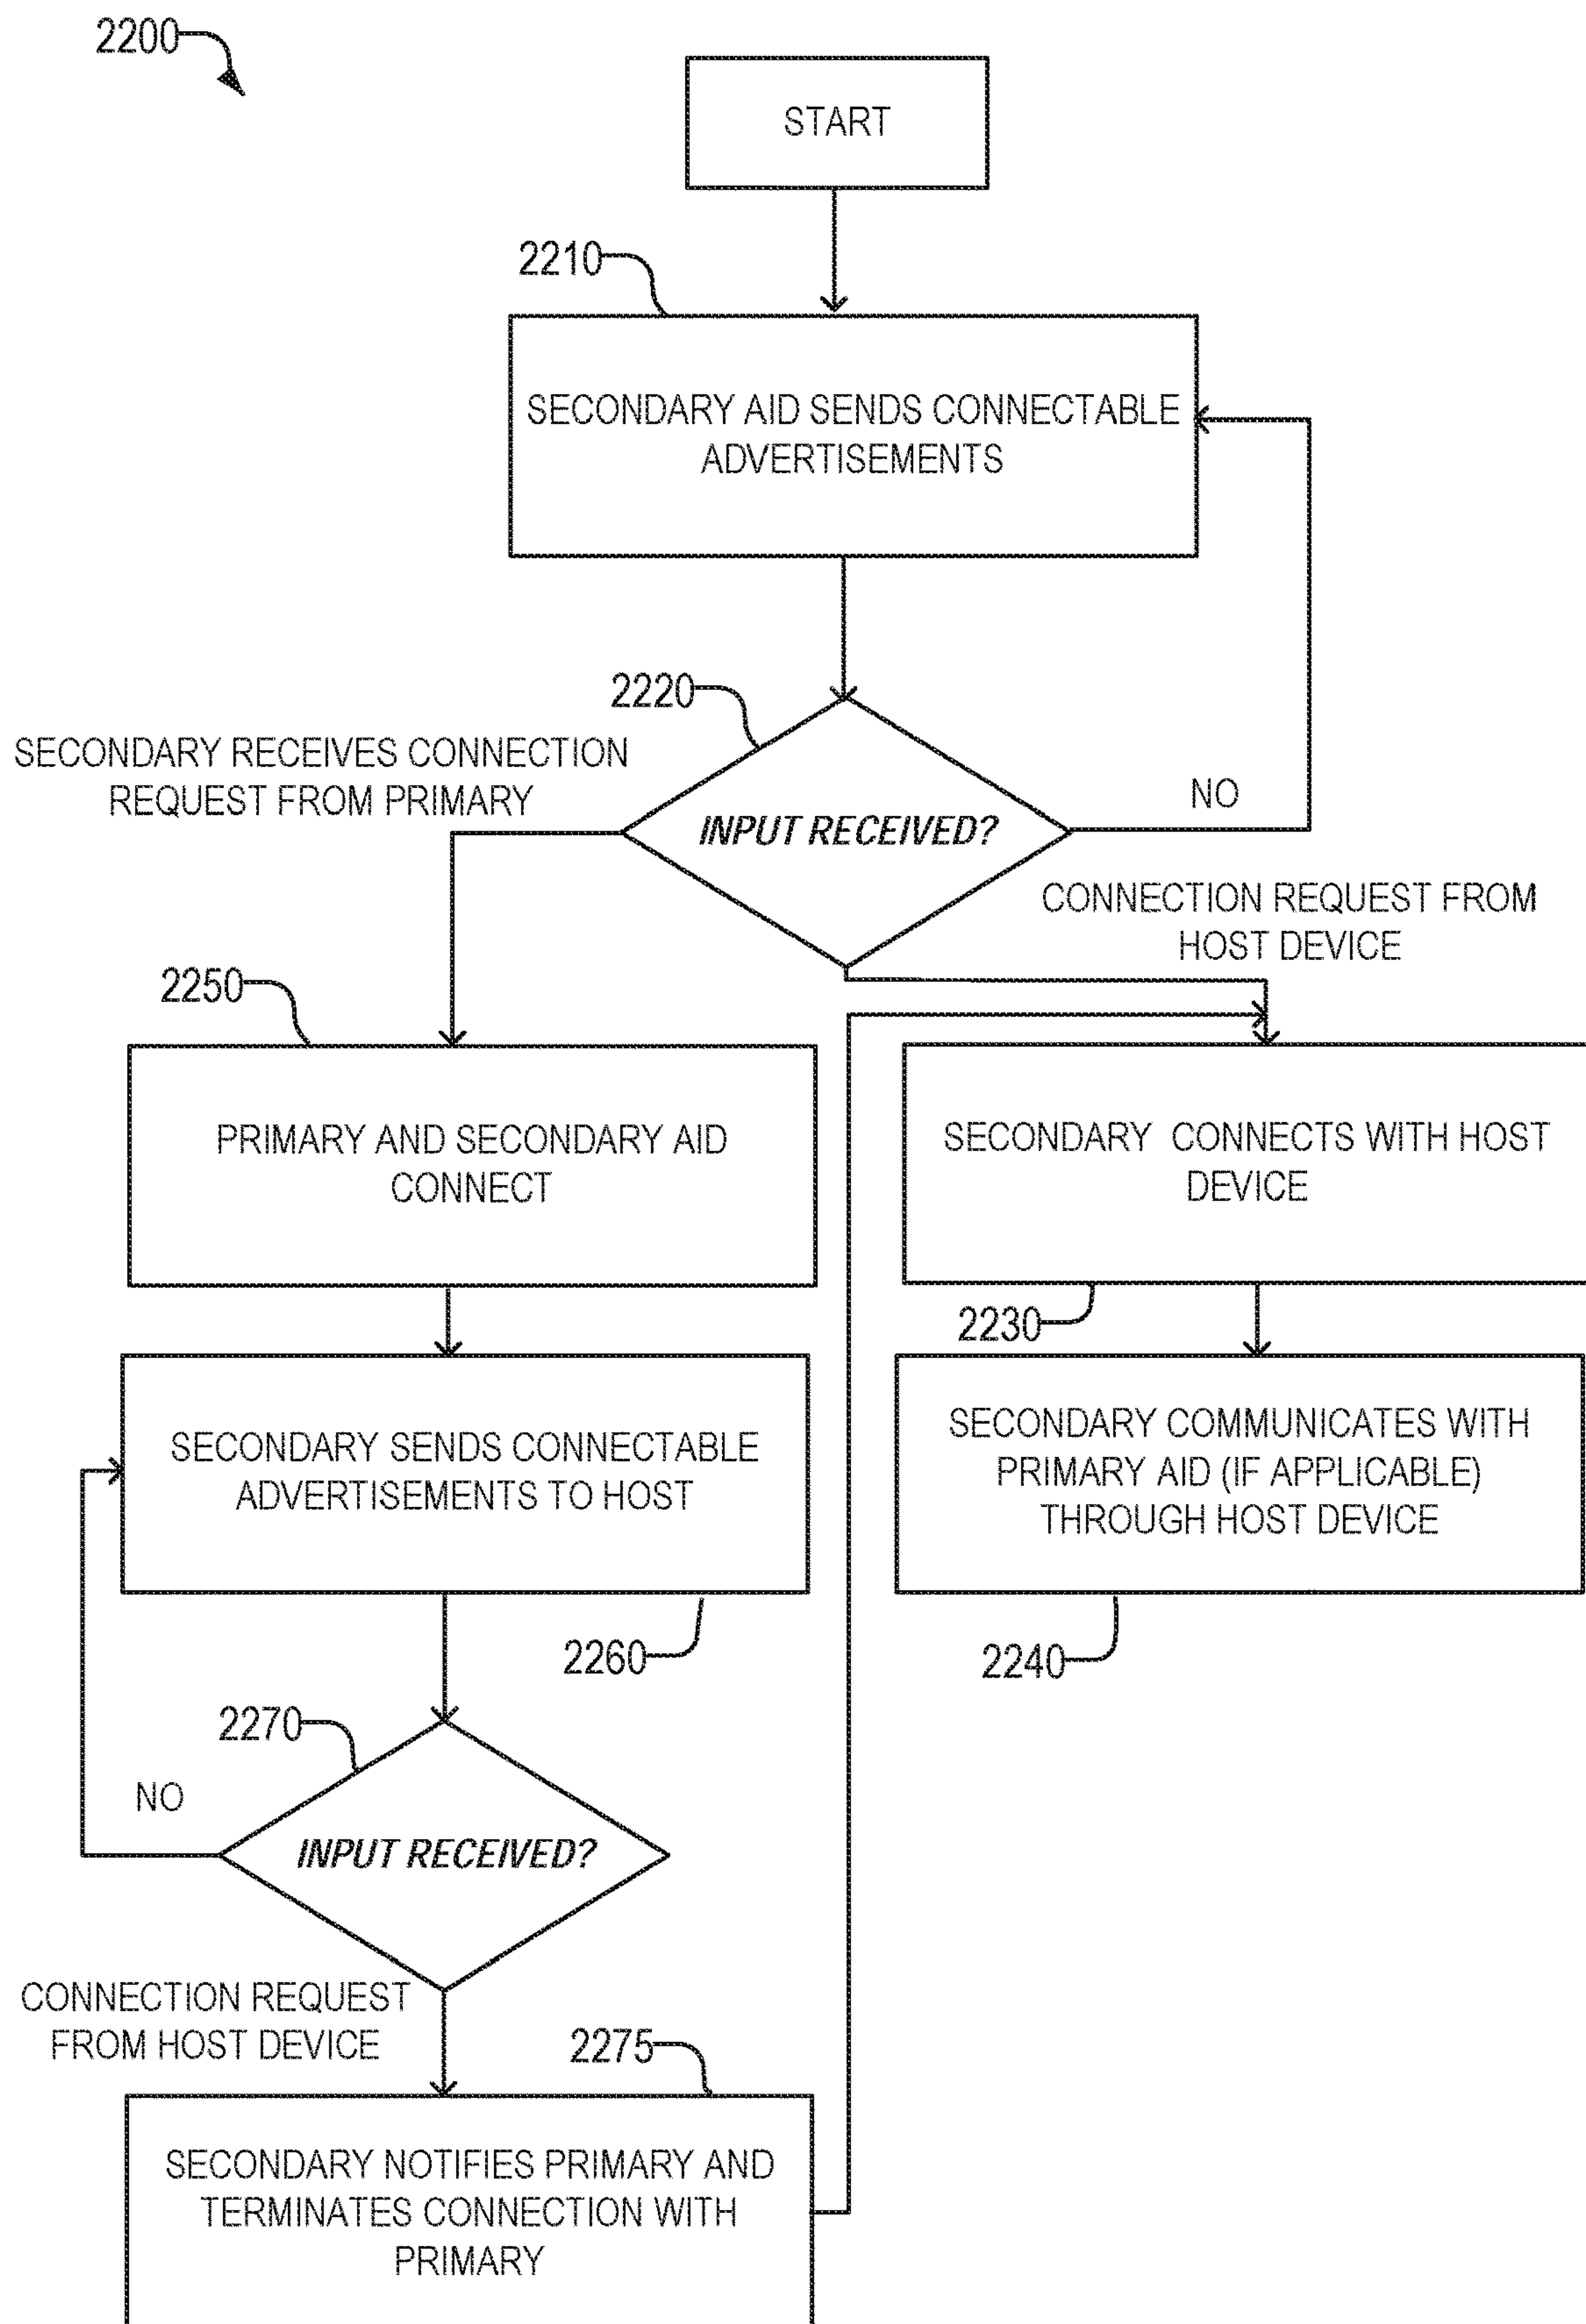 2200
START
2210
SECONDARY AID SENDS CONNECTABLE
ADVERTISEMENTS
2220
SECONDARY RECEIVES CONNECTION
REQUEST FROM PRIMARY
INPUT RECEIVED?
NO
CONNECTION REQUEST FROM
HOST DEVICE
2250
PRIMARY AND SECONDARY AID
CONNECT
SECONDARY CONNECTS WITH HOST
DEVICE
2230
SECONDARY SENDS CONNECTABLE
ADVERTISEMENTS TO HOST
2260
SECONDARY COMMUNICATES WITH
PRIMARY AID (IF APPLICABLE)
THROUGH HOST DEVICE
2240
2270
NO
INPUT RECEIVED?
CONNECTION REQUEST
FROM HOST DEVICE
2275
SECONDARY NOTIFIES PRIMARY AND
TERMINATES CONNECTION WITH
PRIMARY